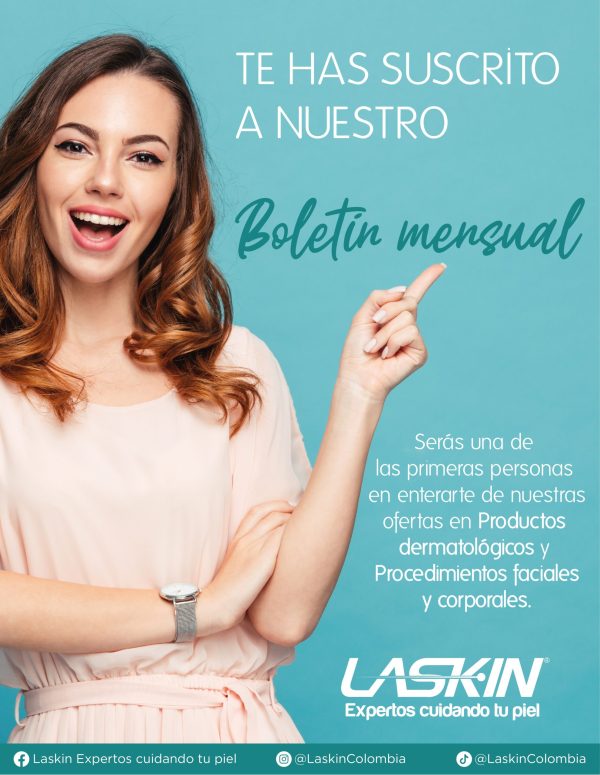 TE HAS SUSCRITO
A NUESTRO
Boletín mensual
Serás una de
las primeras personas
en enterarte de nuestras
ofertas en Productos
dermatológicos y
Procedimientos faciales
y corporales.
LASKIN®
Expertos cuidando tu piel
Laskin Expertos cuidando tu piel
@LaskinColombia
@LaskinColombia